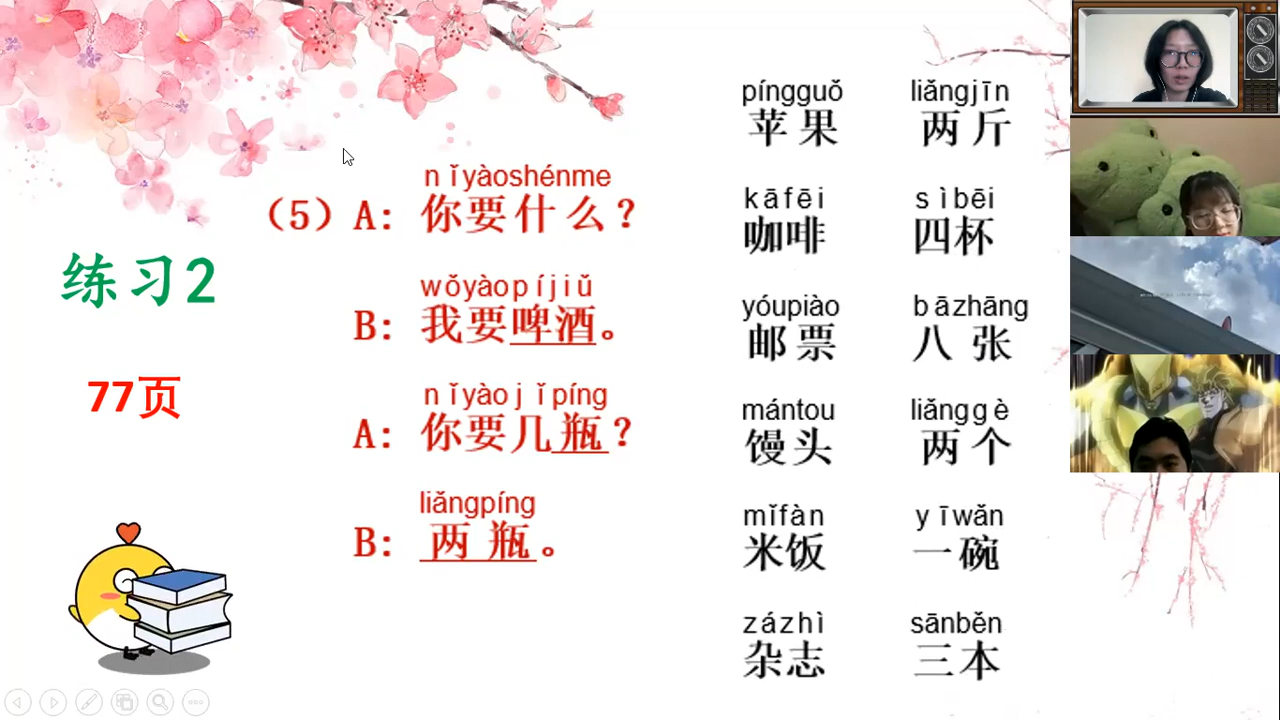 练习2
77页
nǐyàoshénme
（5）A: 你要什么？
wǒyàopíjiǔ
B: 我要啤酒。
nǐyàojǐpíng
A: 你要几瓶？
liǎngpíng
B: 两瓶。
píngguǒ liǎngjīn
苹果 两斤
kāfēi sìbēi
咖啡 四杯
yóupiào bāzhāng
邮票 八张
mántou liǎnggè
馒头 两个
mǐfàn yīwǎn
米饭 一碗
zázhì sānběn
杂志 三本